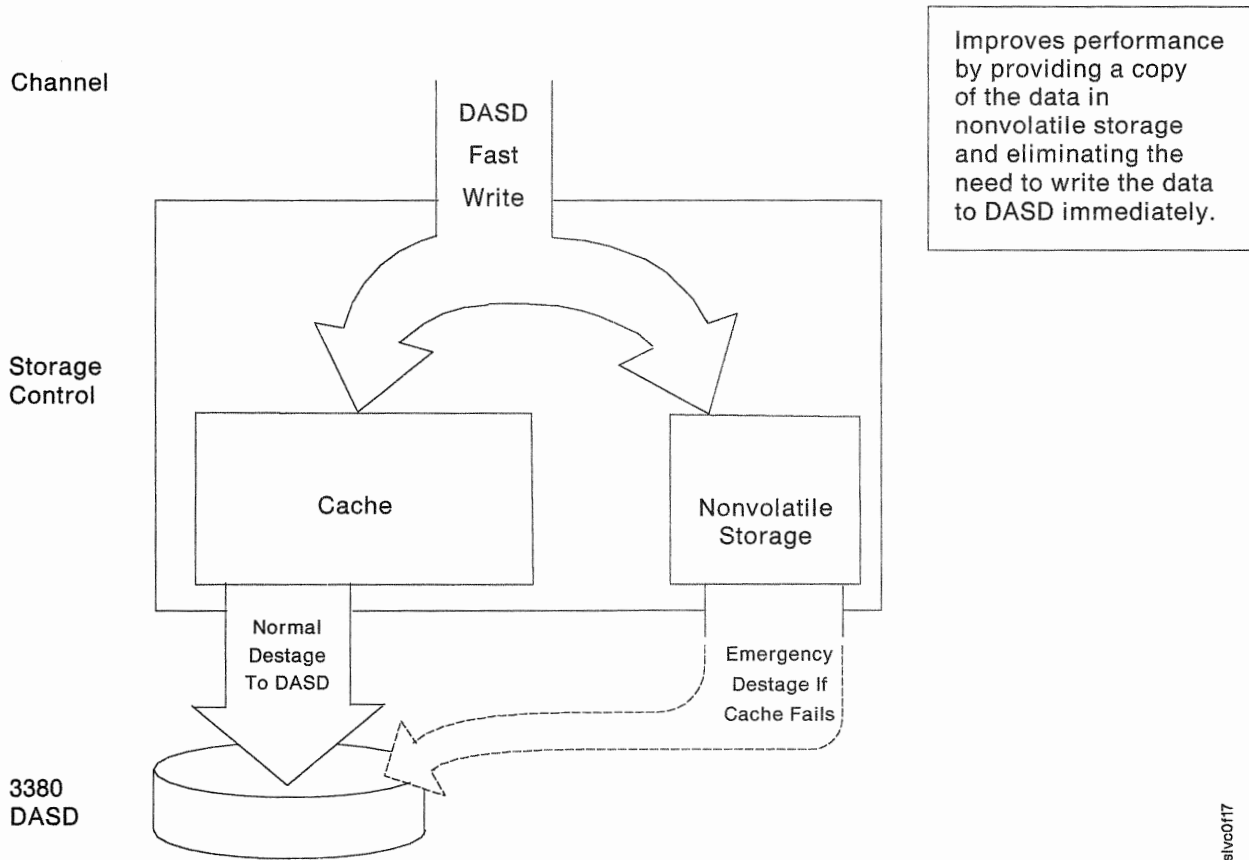 Channel
DASD
Fast
Write
Improves performance
by providing a copy
of the data in
nonvolatile storage
and eliminating the
need to write the data
to DASD immediately.
Storage
Control
Cache
Nonvolatile
Storage
Normal
Destage
To DASD
Emergency
Destage If
Cache Fails
3380
DASD
slvc0f17